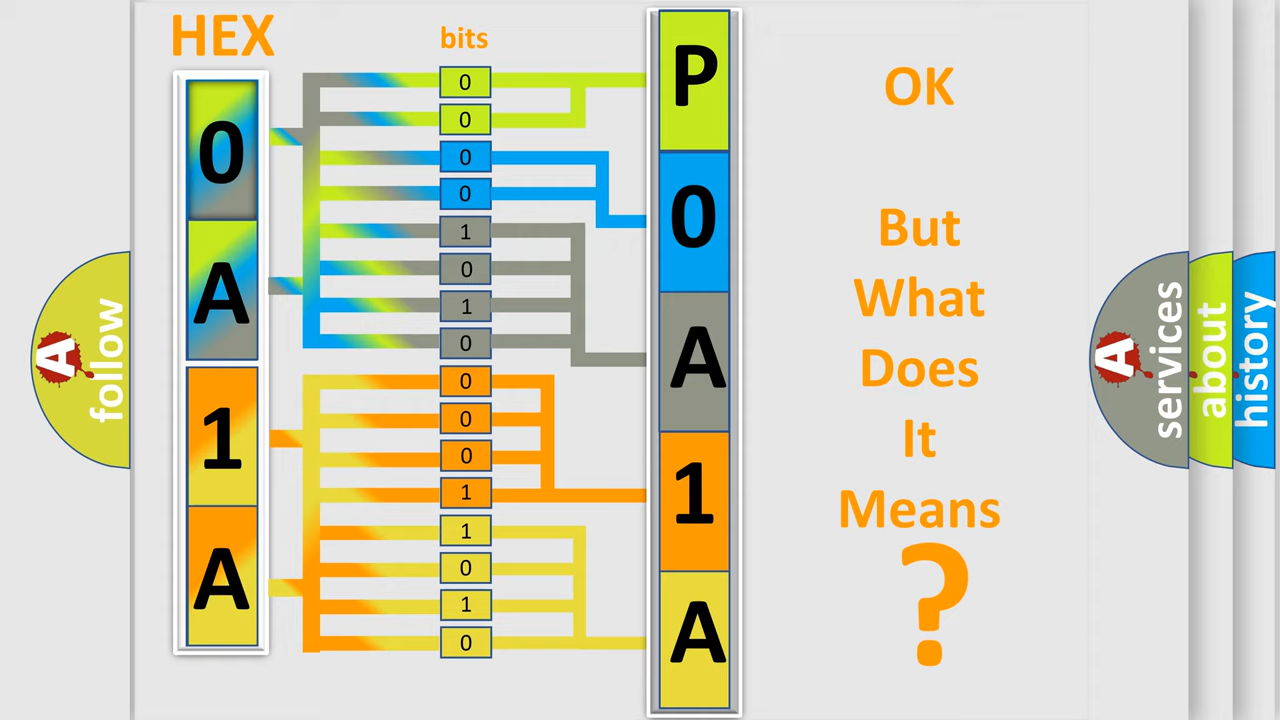 HEX
bits
0
A
1
A
0
0
0
0
1
0
1
0
0
0
0
1
1
0
1
0
P
0
A
1
A
OK
But
What
Does
It
Means
?
A
follow
A
services
about
history